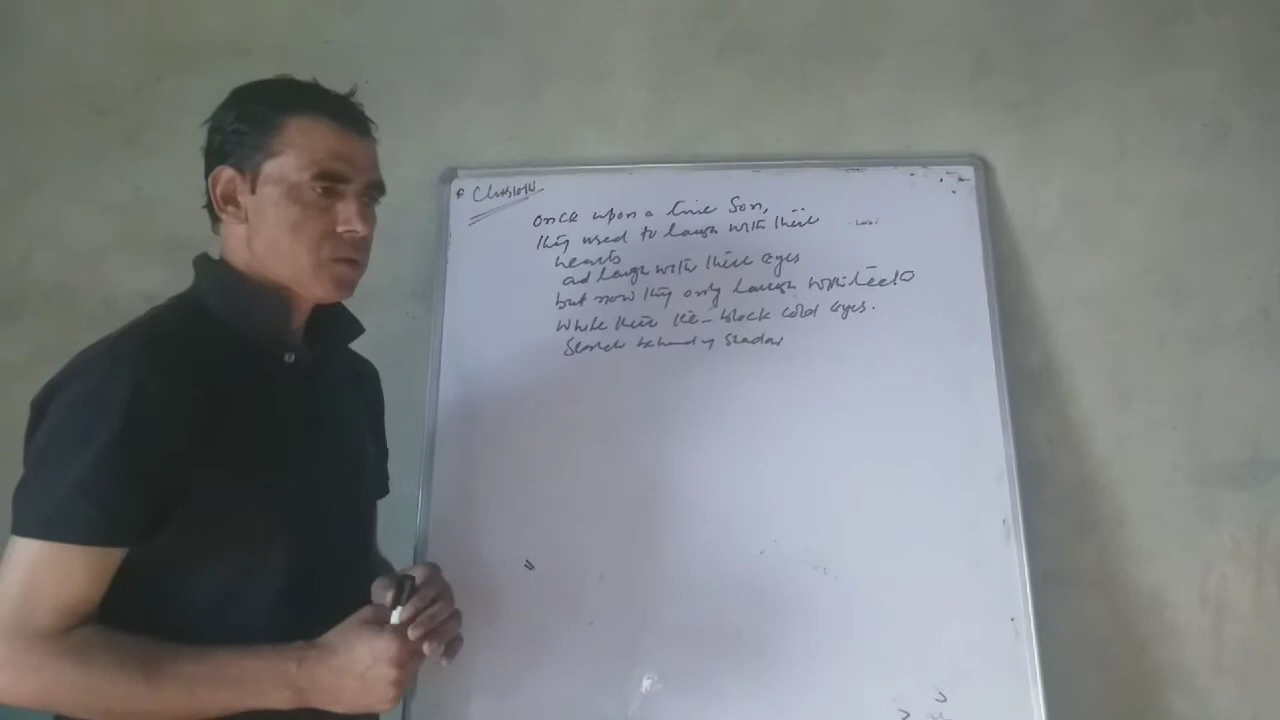 once upon a time Son,
they used to laugh with their
hearts
and laugh with their eyes
but now they only laugh with teeth
while their ice-block cold eyes.
Search behind my shadow